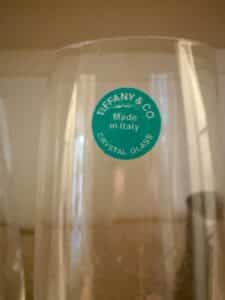 TIFFANY & CO.
Made
in Italy
CRYSTAL GLASS